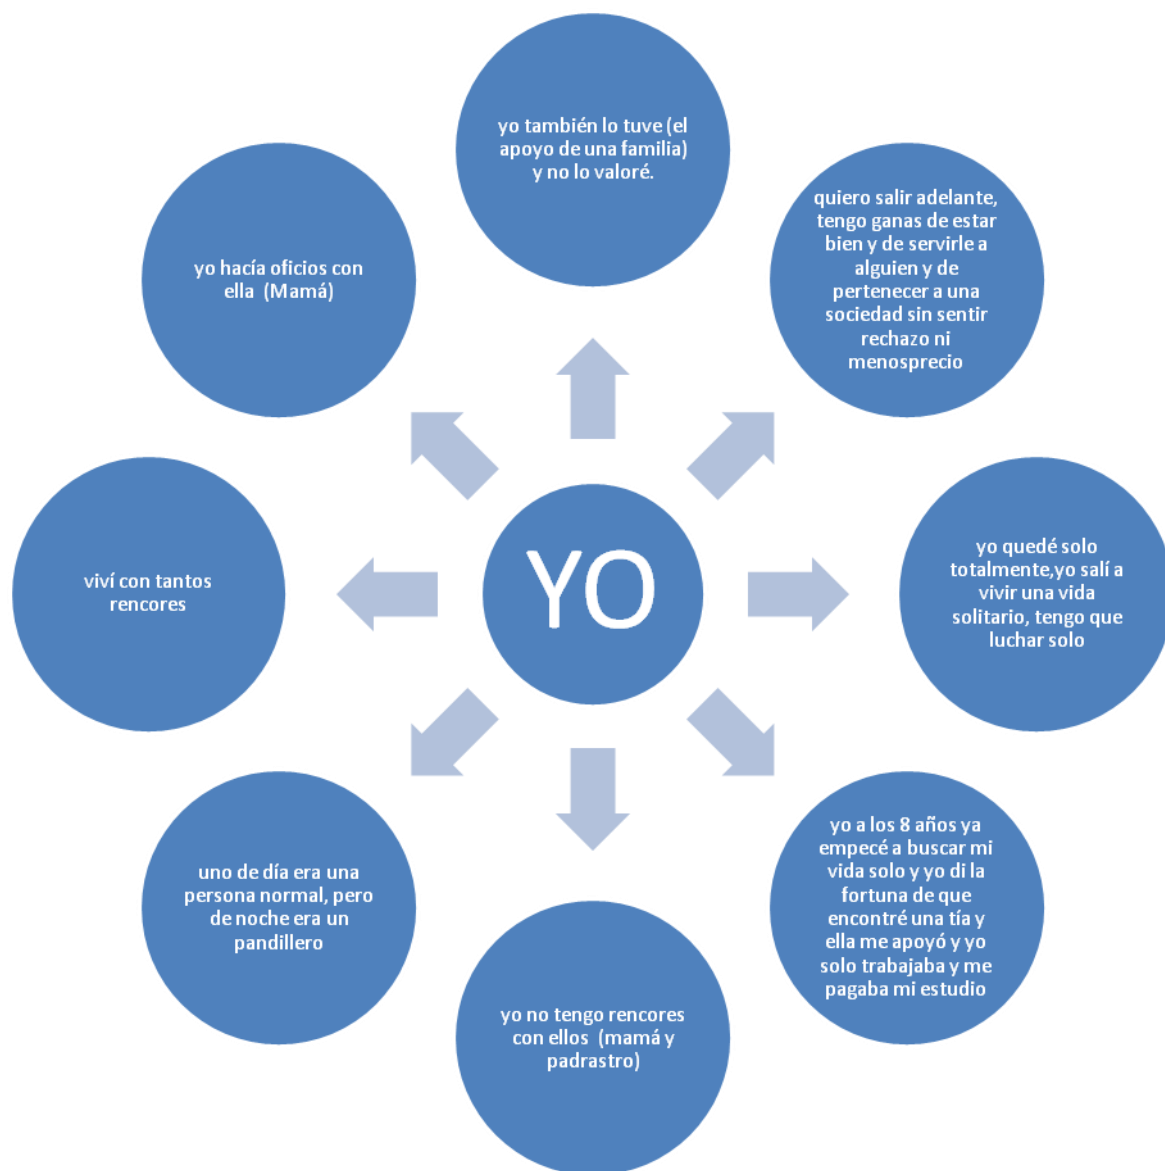 yo también lo tuve (el
apoyo de una familia)
y no lo valoré.
quiero salir adelante,
tengo ganas de estar
bien y de servirle a
alguien y de
pertenecer a una
sociedad sin sentir
rechazo ni
menosprecio
yo quedé solo
totalmente,yo salí a
vivir una vida
solitario, tengo que
luchar solo
yo a los 8 años ya
empecé a buscar mi
vida solo y yo di la
fortuna de que
encontré una tía y
ella me apoyó y yo
solo trabajaba y me
pagaba mi estudio
yo no tengo rencores
con ellos (mamá y
padrastro)
uno de día era una
persona normal, pero
de noche era un
pandillero
viví con tantos
rencores
yo hacía oficios con
ella (Mamá)
YO